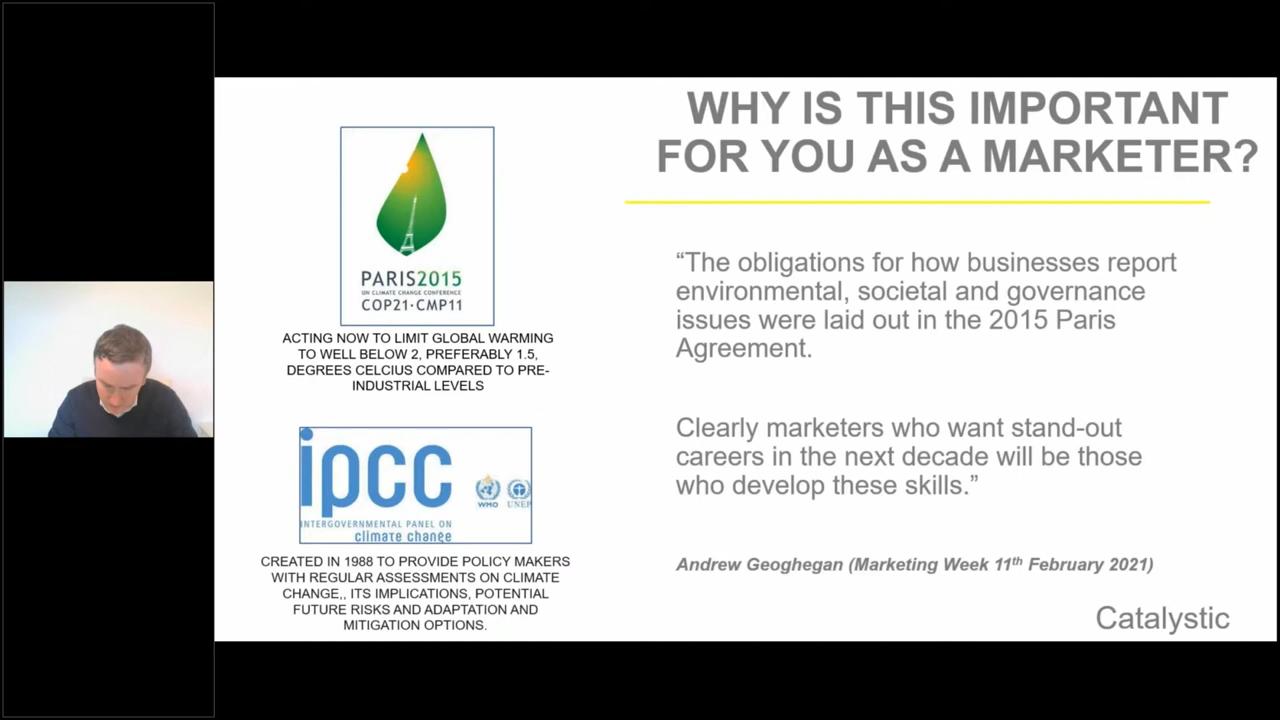 WHY IS THIS IMPORTANT
FOR YOU AS A MARKETER?
PARIS2015
UN CLIMATE CHANGE CONFERENCE
COP21·CMP11
ACTING NOW TO LIMIT GLOBAL WARMING
TO WELL BELOW 2, PREFERABLY 1.5,
DEGREES CELCIUS COMPARED TO PRE-
INDUSTRIAL LEVELS
ipcc
INTERGOVERNMENTAL PANEL ON
climate change
WMO
UNEP
CREATED IN 1988 TO PROVIDE POLICY MAKERS
WITH REGULAR ASSESSMENTS ON CLIMATE
CHANGE,, ITS IMPLICATIONS, POTENTIAL
FUTURE RISKS AND ADAPTATION AND
MITIGATION OPTIONS.
“The obligations for how businesses report
environmental, societal and governance
issues were laid out in the 2015 Paris
Agreement.
Clearly marketers who want stand-out
careers in the next decade will be those
who develop these skills.”
Andrew Geoghegan (Marketing Week 11th February 2021)
Catalystic